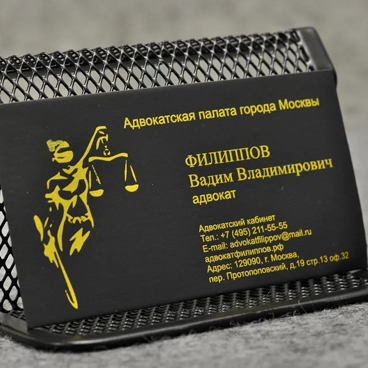 Адвокатская палата города Москвы
ФИЛИППОВ
Вадим Владимирович
адвокат
Адвокатский кабинет
Тел.: +7 (495) 211-55-55
E-mail: advokatfilippov@mail.ru
адвокатфилиппов.рф
Адрес: 129090, г. Москва,
пер. Протопоповский, д.19 стр.13 оф.32